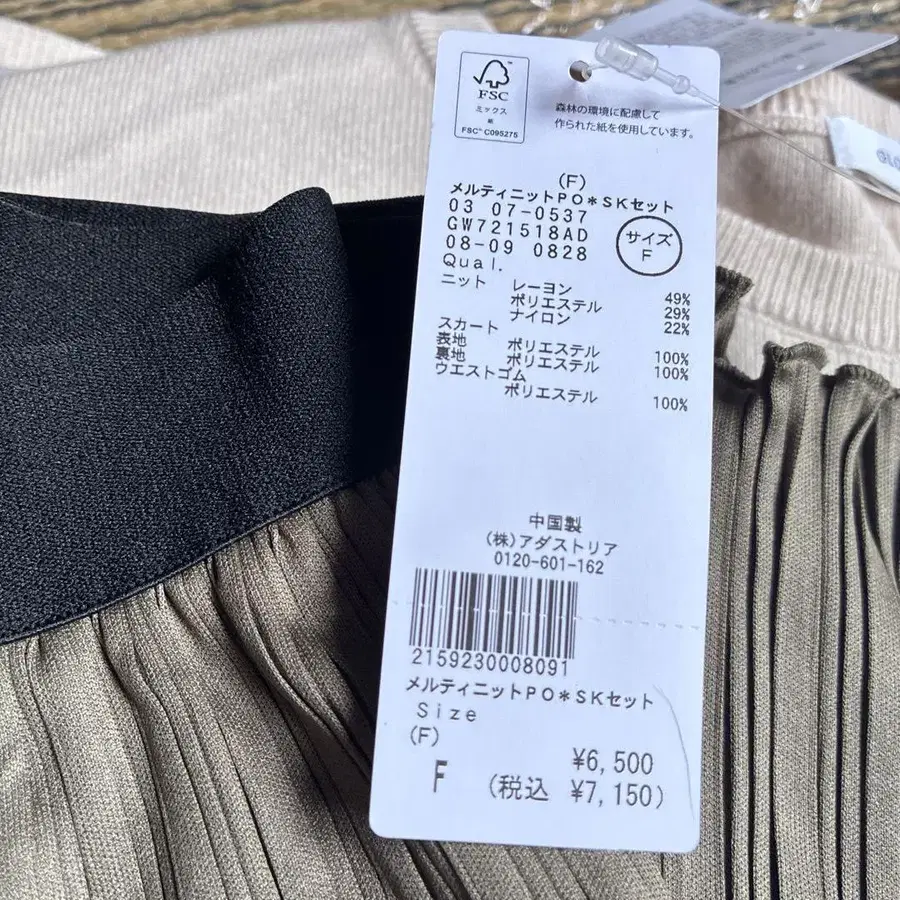 FSC
ミックス
紙
FSC® C095275
森林の環境に配慮して
作られた紙を使用しています。
(F)
メルティニットPO*SKセット
03 07-0537
GW721518AD
08-09 0828
サイズ
F
Qual.
ニット レーヨン 49%
ポリエステル 29%
ナイロン 22%
スカート
表地 ポリエステル 100%
裏地 ポリエステル 100%
ウエストゴム
ポリエステル 100%
中国製
(株)アダストリア
0120-601-162
2159230008091
メルティニットPO*SKセット
Size
(F)
¥6,500
F (税込 ¥7,150)